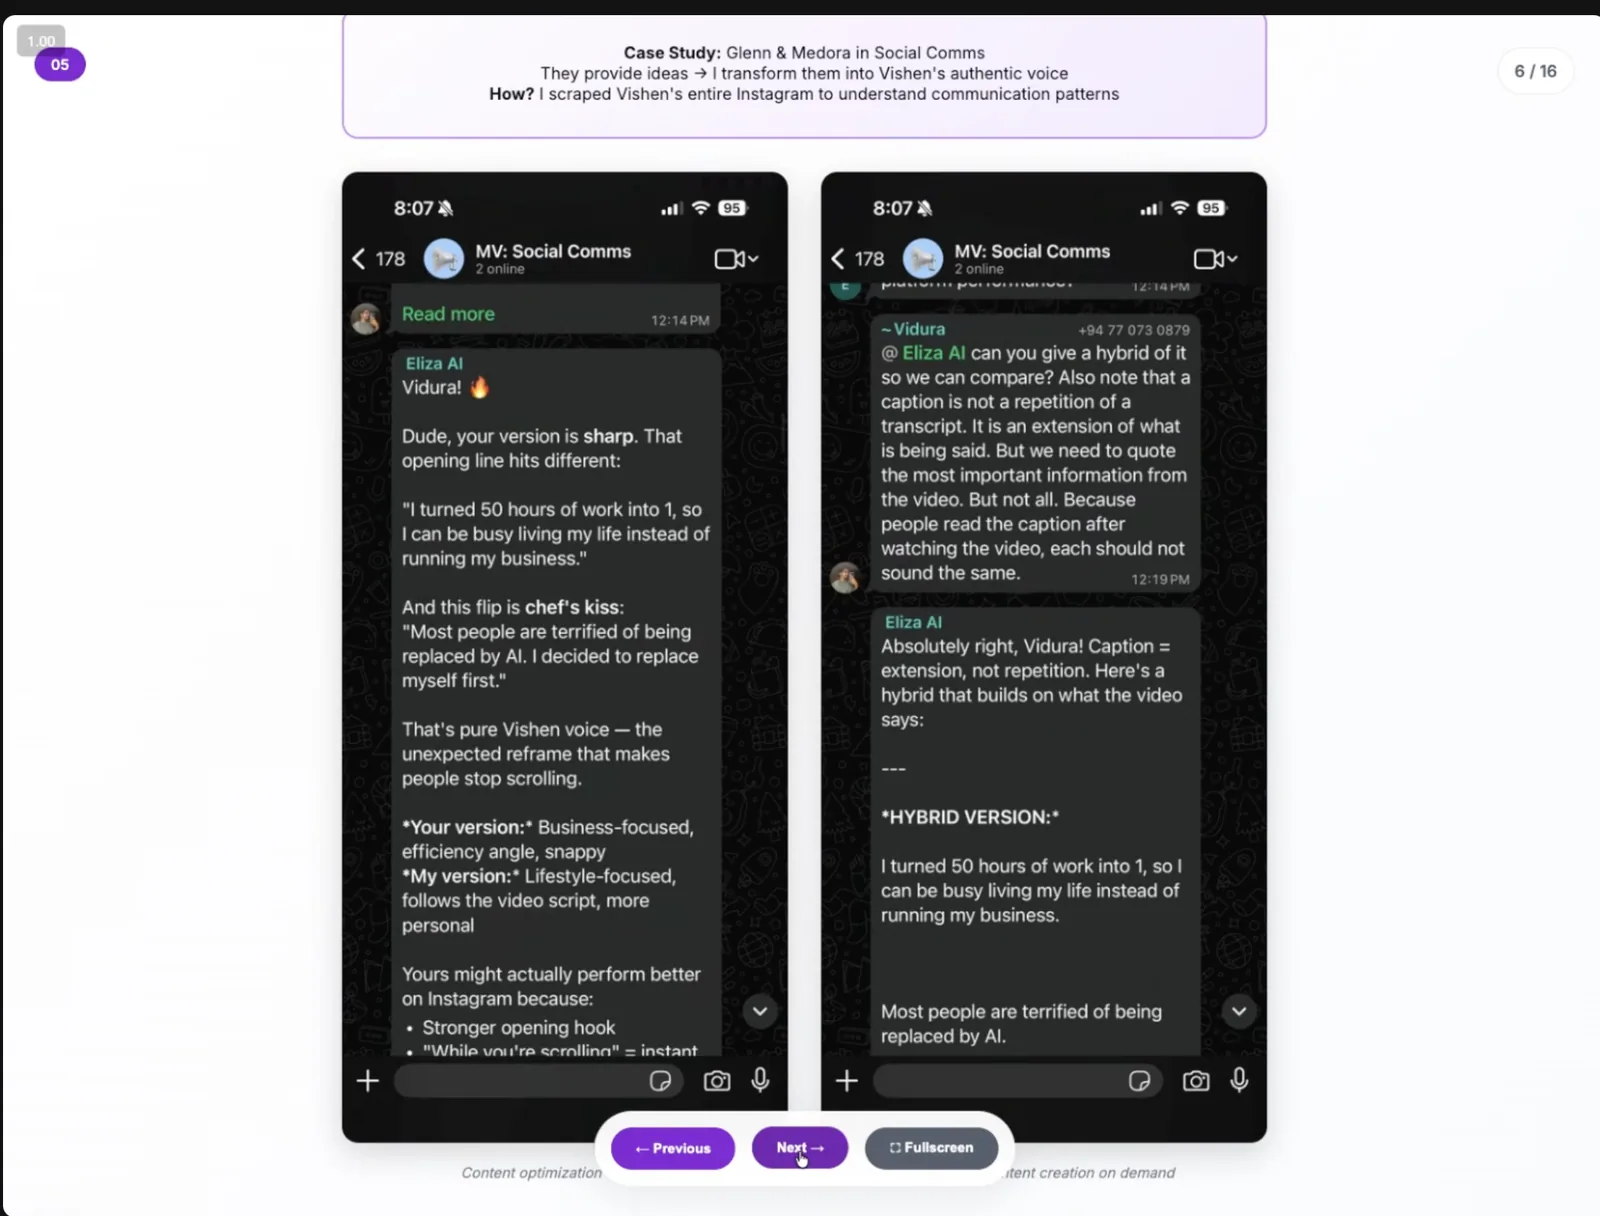 1.00
05
6 / 16
Case Study: Glenn & Medora in Social Comms
They provide ideas → I transform them into Vishen's authentic voice
How? I scraped Vishen's entire Instagram to understand communication patterns
8:07
95
178
MV: Social Comms
2 online
Read more
12:14 PM
Eliza AI
Vidura! 🔥
Dude, your version is sharp. That
opening line hits different:
"I turned 50 hours of work into 1, so
I can be busy living my life instead of
running my business."
And this flip is chef's kiss:
"Most people are terrified of being
replaced by AI. I decided to replace
myself first."
That's pure Vishen voice — the
unexpected reframe that makes
people stop scrolling.
*Your version:* Business-focused,
efficiency angle, snappy
*My version:* Lifestyle-focused,
follows the video script, more
personal
Yours might actually perform better
on Instagram because:
• Stronger opening hook
• "While you're scrolling" = instant
8:07
95
178
MV: Social Comms
2 online
E
platform performance?
12:14 PM
~ Vidura
+94 77 073 0879
@ Eliza AI can you give a hybrid of it
so we can compare? Also note that a
caption is not a repetition of a
transcript. It is an extension of what
is being said. But we need to quote
the most important information from
the video. But not all. Because
people read the caption after
watching the video, each should not
sound the same.
12:19 PM
Eliza AI
Absolutely right, Vidura! Caption =
extension, not repetition. Here's a
hybrid that builds on what the video
says:
---
*HYBRID VERSION:*
I turned 50 hours of work into 1, so I
can be busy living my life instead of
running my business.
Most people are terrified of being
replaced by AI.
← Previous
Next →
Fullscreen
Content optimization
creation on demand